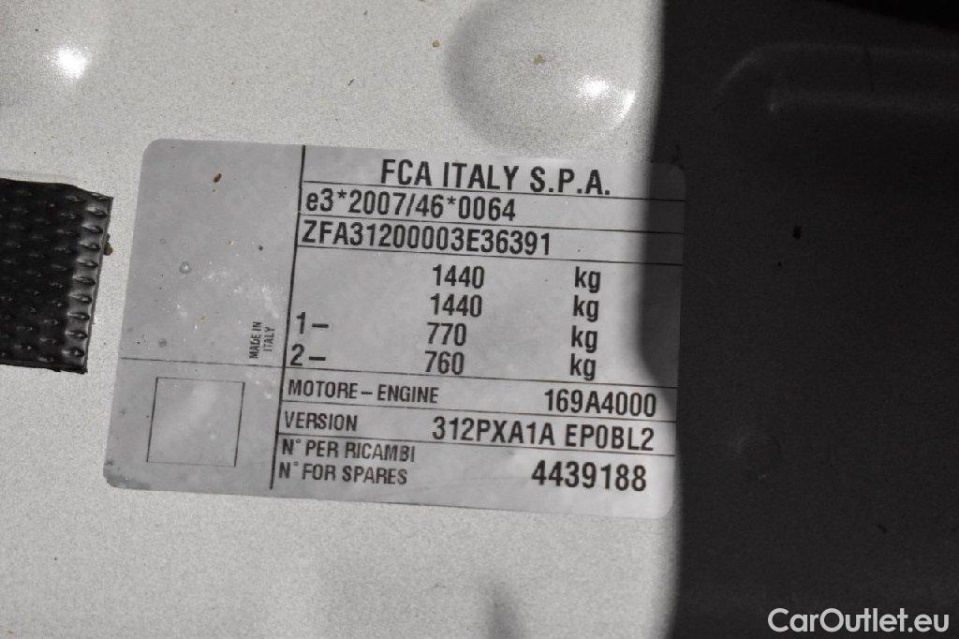 FCA ITALY S.P.A.
e3*2007/46*0064
ZFA31200003E36391
1440 kg
1440 kg
1– 770 kg
2– 760 kg
MADE IN
ITALY
MOTORE – ENGINE 169A4000
VERSION 312PXA1A EP0BL2
N° PER RICAMBI
N° FOR SPARES 4439188
CarOutlet.eu